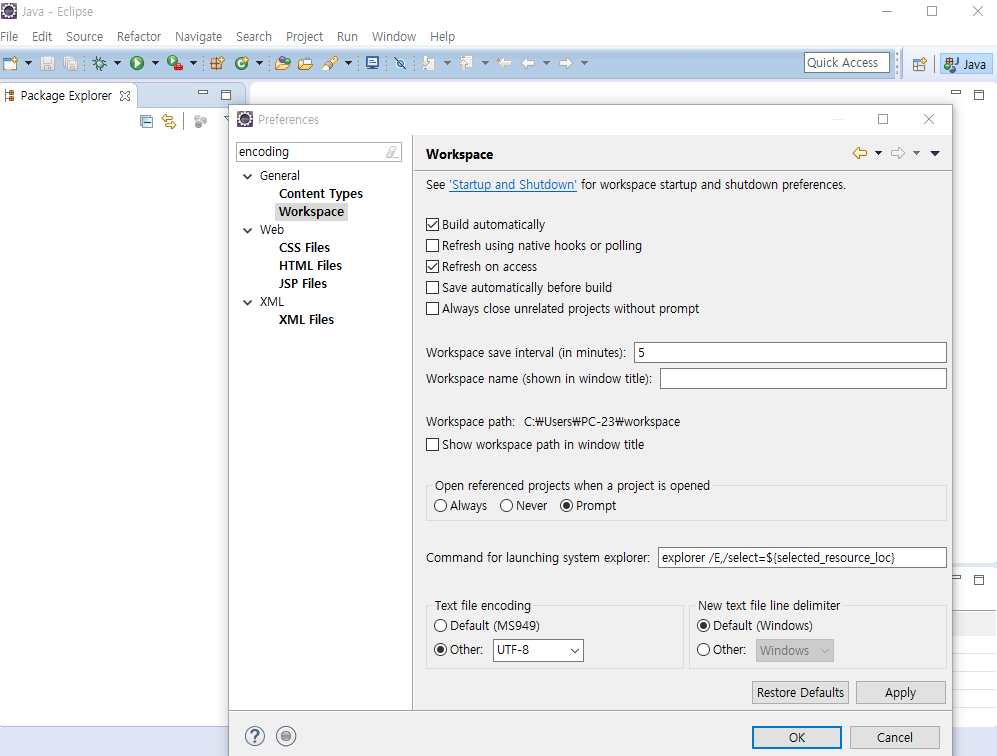 Java - Eclipse
File Edit Source Refactor Navigate Search Project Run Window Help
Quick Access Java
Package Explorer
Preferences
encoding
General
Content Types
Workspace
Web
CSS Files
HTML Files
JSP Files
XML
XML Files
Workspace
See 'Startup and Shutdown' for workspace startup and shutdown preferences.
Build automatically
Refresh using native hooks or polling
Refresh on access
Save automatically before build
Always close unrelated projects without prompt
Workspace save interval (in minutes): 5
Workspace name (shown in window title):
Workspace path: C:₩Users₩PC-23₩workspace
Show workspace path in window title
Open referenced projects when a project is opened
Always Never Prompt
Command for launching system explorer: explorer /E,/select=${selected_resource_loc}
Text file encoding
Default (MS949)
Other: UTF-8
New text file line delimiter
Default (Windows)
Other: Windows
Restore Defaults Apply
OK Cancel